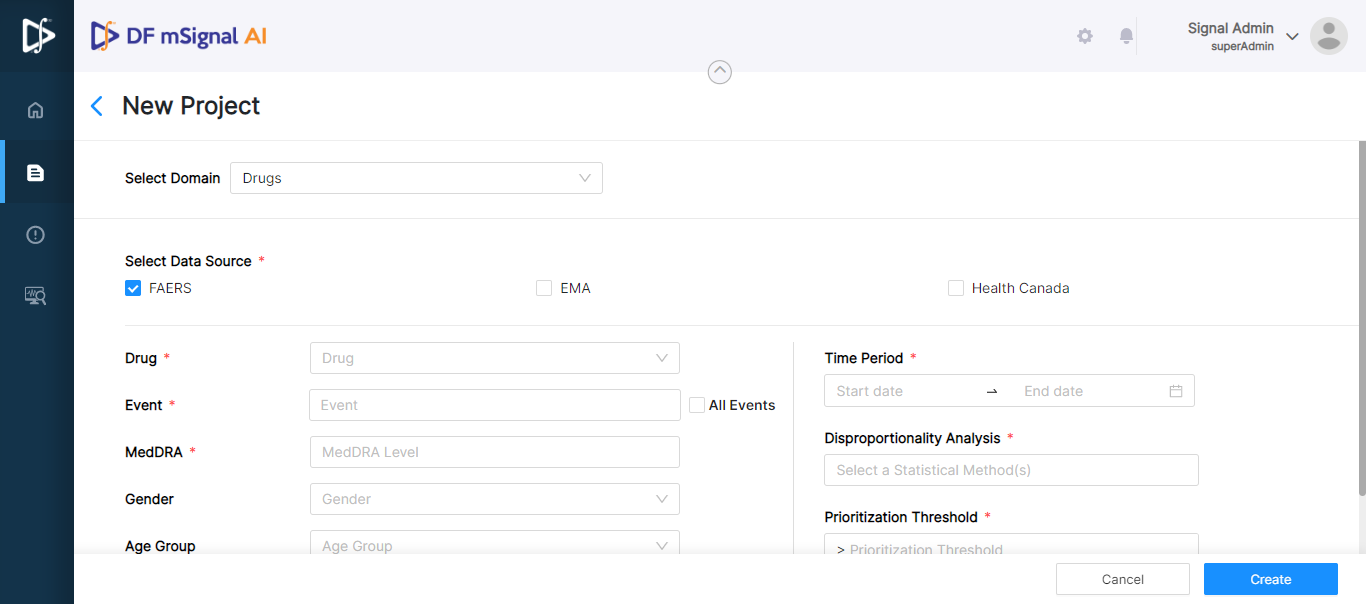 DF mSignal AI
Signal Admin
superAdmin
New Project
Select Domain
Drugs
Select Data Source *
FAERS
EMA
Health Canada
Drug *
Drug
Event *
Event
All Events
MedDRA *
MedDRA Level
Gender
Gender
Age Group
Age Group
Time Period *
Start date
End date
Disproportionality Analysis *
Select a Statistical Method(s)
Prioritization Threshold *
> Prioritization Threshold
Cancel
Create